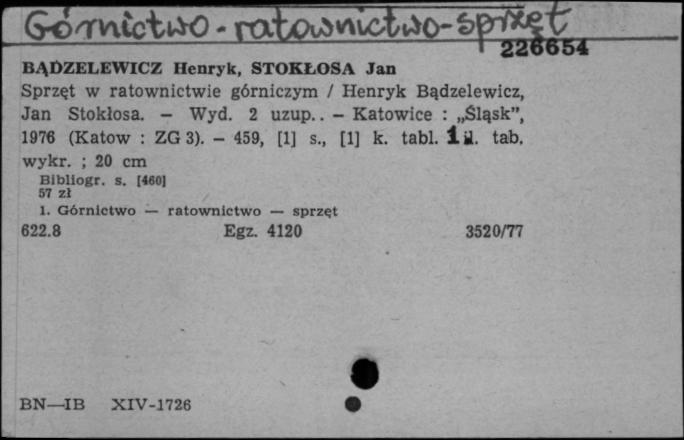 Górnictwo - ratownictwo - sprzęt
226654
BĄDZELEWICZ Henryk, STOKŁOSA Jan
Sprzęt w ratownictwie górniczym / Henryk Bądzelewicz,
Jan Stokłosa. — Wyd. 2 uzup.. — Katowice : „Śląsk”,
1976 (Katow : ZG 3). — 459, [1] s., [1] k. tabl. 1 il. tab.
wykr. ; 20 cm
Bibliogr. s. [460]
57 zł
1. Górnictwo — ratownictwo — sprzęt
622.8 Egz. 4120 3520/77
BN—IB XIV-1726